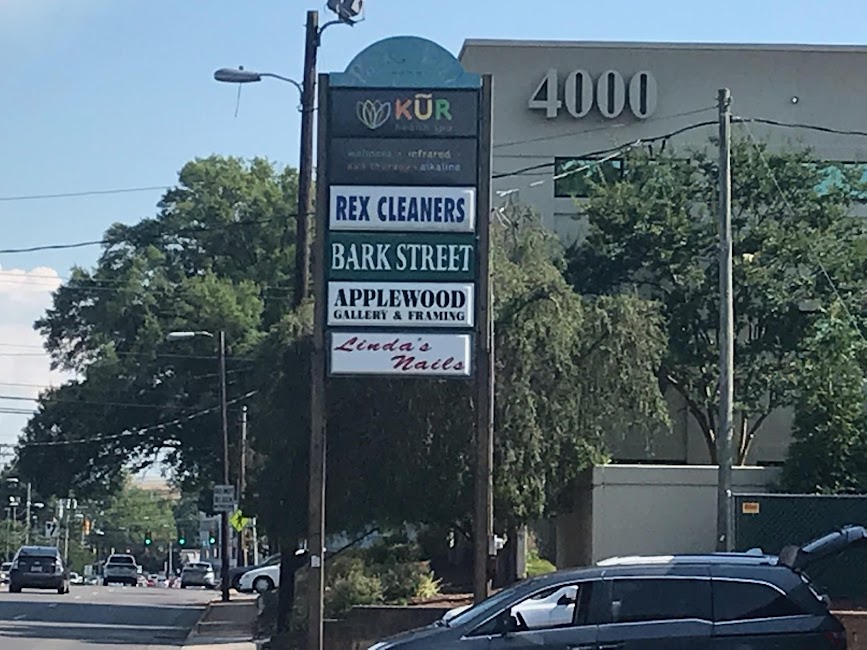 4000
KŪR
health spa
wellness • infrared
salt therapy • alkaline
REX CLEANERS
BARK STREET
APPLEWOOD
GALLERY & FRAMING
Linda's
Nails